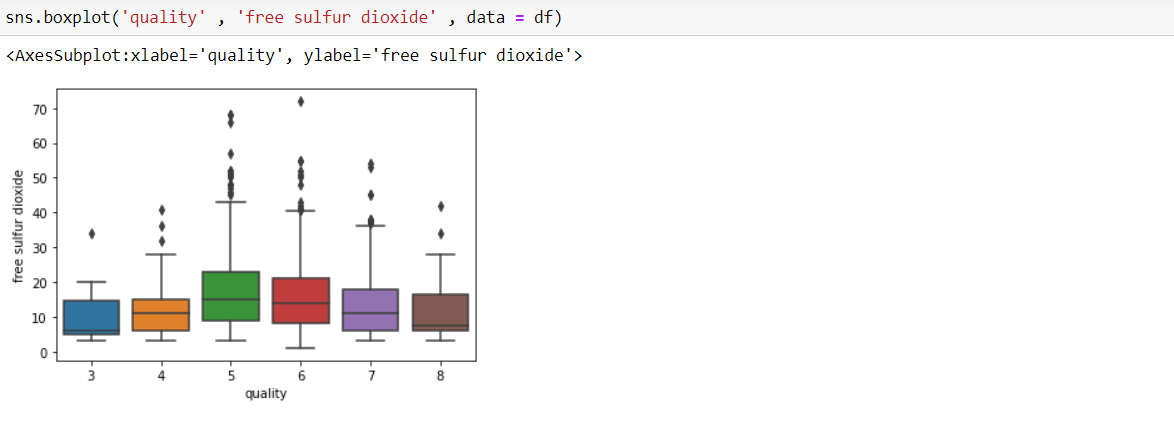 sns.boxplot('quality' , 'free sulfur dioxide' , data = df)
<AxesSubplot:xlabel='quality', ylabel='free sulfur dioxide'>
70
60
50
40
30
20
10
0
free sulfur dioxide
3 4 5 6 7 8
quality